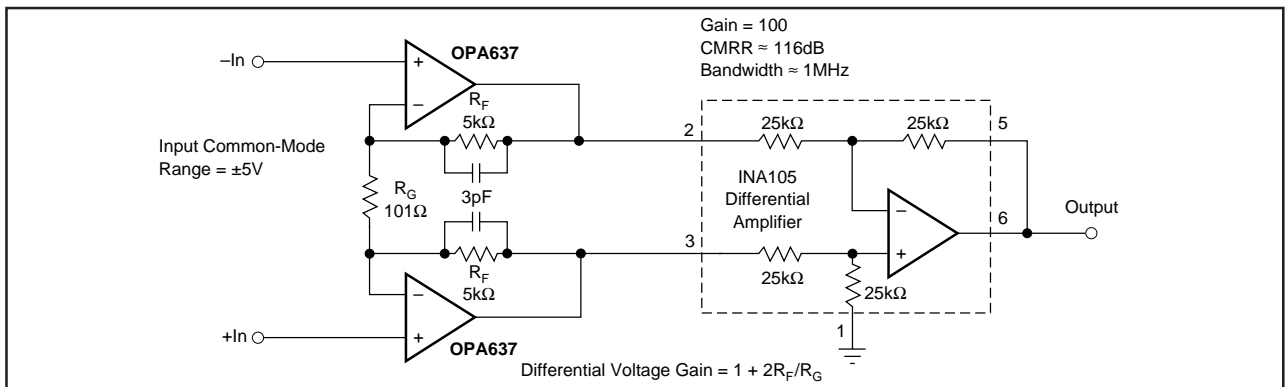 Gain = 100
CMRR ≈ 116dB
Bandwidth ≈ 1MHz
OPA637
–In
+
–
R_F
5kΩ
2
25kΩ
25kΩ
5
Input Common-Mode
Range = ±5V
R_G
101Ω
3pF
INA105
Differential
Amplifier
–
+
6
Output
3
R_F
5kΩ
25kΩ
25kΩ
–
+
+In
1
OPA637
Differential Voltage Gain = 1 + 2R_F/R_G